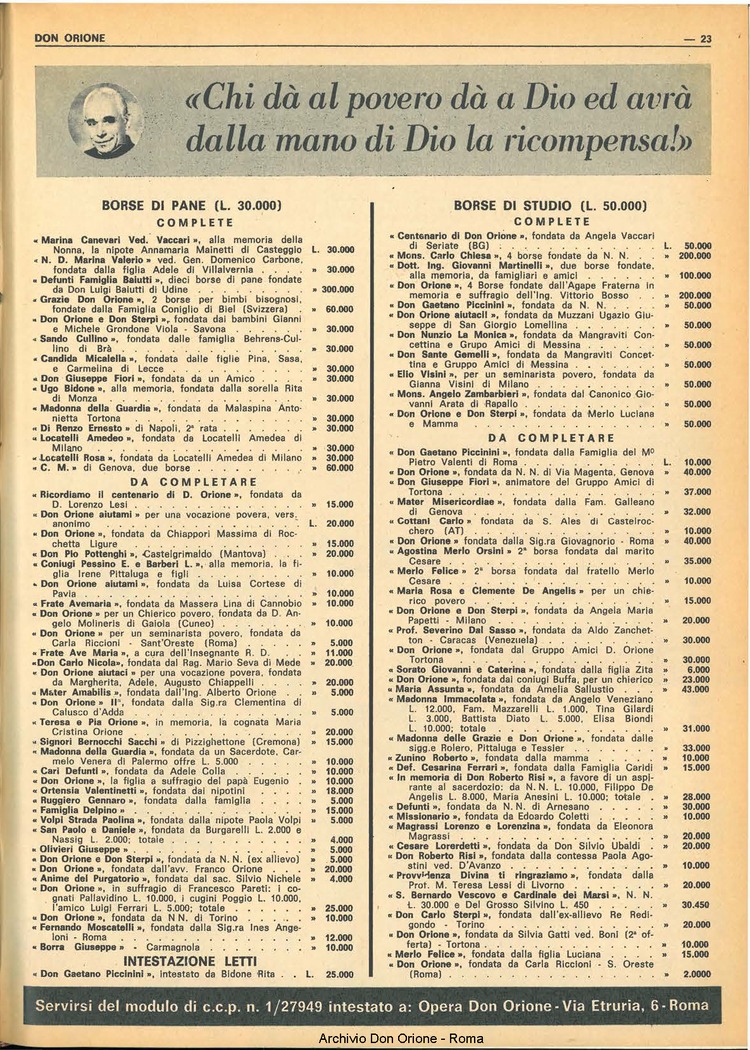 DON ORIONE
— 23
«Chi dà al povero dà a Dio ed avrà
dalla mano di Dio la ricompensa!»
BORSE DI PANE (L. 30.000)
COMPLETE
« Marina Canevari Ved. Vaccari », alla memoria della
Nonna, la nipote Annamaria Mainetti di Casteggio L. 30.000
« N. D. Marina Valerio » ved. Gen. Domenico Carbone,
fondata dalla figlia Adele di Villalvernia . . . . » 30.000
« Defunti Famiglia Baiutti », dieci borse di pane fondate
da Don Luigi Baiutti di Udine . . . . . . . » 300.000
« Grazie Don Orione », 2 borse per bimbi bisognosi,
fondate dalla Famiglia Coniglio di Biel (Svizzera) . » 60.000
« Don Orione e Don Sterpi », fondata dai bambini Gianni
e Michele Grondone Viola - Savona . . . . . » 30.000
« Sando Cullino », fondata dalle famiglia Behrens-Cul-
lino di Brà . . . . . . . . . . » 30.000
« Candida Micalella », fondata dalle figlie Pina, Sasa,
e Carmelina di Lecce . . . . . . . . » 30.000
« Don Giuseppe Fiori », fondata da un Amico . . . » 30.000
« Ugo Bidone », alla memoria, fondata dalla sorella Rita
di Monza . . . . . . . . . . » 30.000
« Madonna della Guardia », fondata da Malaspina Anto-
nietta Tortona . . . . . . . . . » 30.000
« Di Renzo Ernesto » di Napoli, 2ª rata . . . . . » 30.000
« Locatelli Amedeo », fondata da Locatelli Amedea di
Milano . . . . . . . . . . » 30.000
« Locatelli Rosa », fondata da Locatelli Amedea di Milano » 30.000
« C. M. » di Genova, due borse . . . . . . » 60.000
DA COMPLETARE
« Ricordiamo il centenario di D. Orione », fondata da
D. Lorenzo Lesi . . . . . . . . . » 15.000
« Don Orione aiutami » per una vocazione povera, vers.
anonimo . . . . . . . . . . L. 20.000
« Don Orione », fondata da Chiappori Massima di Roc-
chetta Ligure . . . . . . . . . » 15.000
« Don Pio Pottenghi », Castelgrimaldo (Mantova) . . » 20.000
« Coniugi Pessino E. e Barberi L. », alla memoria, la fi-
glia Irene Pittaluga e figli . . . . . . . » 10.000
« Don Orione aiutami », fondata da Luisa Cortese di
Pavia . . . . . . . . . . » 10.000
« Frate Avemaria », fondata da Massera Lina di Cannobio » 10.000
« Don Orione » per un Chierico povero, fondata da D. An-
gelo Molineris di Gaiola (Cuneo) . . . . . » 10.000
« Don Orione » per un seminarista povero, fondata da
Carla Riccioni - Sant'Oreste (Roma) . . . . » 5.000
« Frate Ave Maria », a cura dell'Insegnante R. D. . . » 11.000
«Don Carlo Nicola», fondata dal Rag. Mario Seva di Mede » 20.000
« Don Orione aiutaci » per una vocazione povera, fondata
da Margherita, Adele, Augusto Chiappelli . . . » 20.000
« Mater Amabilis », fondata dall'Ing. Alberto Orione . » 5.000
« Don Orione » II°, fondata dalla Sig.ra Clementina di
Calusco d'Adda . . . . . . . . . » 5.000
« Teresa e Pia Orione », in memoria, la cognata Maria
Cristina Orione . . . . . . . . » 20.000
« Signori Bernocchi Sacchi » di Pizzighettone (Cremona) » 15.000
« Madonna della Guardia », fondata da un Sacerdote, Car-
melo Venera di Palermo offre L. 5.000 . . . » 10.000
« Cari Defunti », fondata da Adele Colla . . . . » 10.000
« Don Orione », la figlia a suffragio del papà Eugenio . » 10.000
« Ortensia Valentinetti », fondata dai nipotini . . . » 18.000
« Ruggiero Gennaro », fondata dalla famiglia . . . » 5.000
« Famiglia Delpino » . . . . . . . . » 15.000
« Volpi Strada Paolina », fondata dalla nipote Paola Volpi » 5.000
« San Paolo e Daniele », fondata da Burgarelli L. 2.000 e
Nassig L. 2.000; totale . . . . . . . » 4.000
« Olivieri Giuseppe » . . . . . . . . » 5.000
« Don Orione e Don Sterpi », fondata da N. N. (ex allievo) » 5.000
« Don Orione », fondata dall'avv. Franco Orione . . » 20.000
« Anime del Purgatorio », fondata dal sac. Silvio Nichele » 4.000
« Don Orione », in suffragio di Francesco Pareti: i co-
gnati Pallavidino L. 10.000, i cugini Poggio L. 10.000,
l'amico Luigi Ferrari L. 5.000; totale . . . . » 25.000
« Don Orione », fondata da NN. di Torino . . . . » 10.000
« Fernando Moscatelli », fondata dalla Sig.ra Ines Ange-
loni - Roma . . . . . . . . . » 12.000
« Borra Giuseppe » - Carmagnola . . . . . . » 10.000
INTESTAZIONE LETTI
« Don Gaetano Piccinini », intestato da Bidone Rita . . L. 25.000
BORSE DI STUDIO (L. 50.000)
COMPLETE
« Centenario di Don Orione », fondata da Angela Vaccari
di Seriate (BG) . . . . . . . . . L. 50.000
« Mons. Carlo Chiesa », 4 borse fondate da N. N. . . » 200.000
« Dott. Ing. Giovanni Martinelli », due borse fondate,
alla memoria, da famigliari e amici . . . . . » 100.000
« Don Orione », 4 Borse fondate dall'Agape Fraterna in
memoria e suffragio dell'Ing. Vittorio Bosso . . » 200.000
« Don Gaetano Piccinini », fondata da N. N. . . . » 50.000
« Don Orione aiutaci! », fondata da Muzzani Ugazio Giu-
seppe di San Giorgio Lomellina . . . . . . » 50.000
« Don Nunzio La Monica », fondata da Mangraviti Con-
cettina e Grupo Amici di Messina . . . . . » 50.000
« Don Sante Gemelli », fondata da Mangraviti Concet-
tina e Gruppo Amici di Messina . . . . . . » 50.000
« Elio Visini », per un seminarista povero, fondata da
Gianna Visini di Milano . . . . . . . » 50.000
« Mons. Angelo Zambarbieri », fondata dal Canonico Gio-
vanni Arata di Rapallo . . . . . . . » 50.000
« Don Orione e Don Sterpi », fondata da Merlo Luciana
e Mamma . . . . . . . . . . » 50.000
DA COMPLETARE
« Don Gaetano Piccinini », fondata dalla Famiglia del Mº
Pietro Valenti di Roma . . . . . . . . L. 10.000
« Don Orione », fondata da N. N. di Via Magenta, Genova » 40.000
« Don Giuseppe Fiori », animatore del Gruppo Amici di
Tortona . . . . . . . . . . » 37.000
« Mater Misericordiae », fondata dalla Fam. Galleano
di Genova . . . . . . . . . . » 32.000
« Cottani Carlo » fondata da S. Ales di Castelroc-
chero (AT) . . . . . . . . . . » 10.000
« Don Orione » fondata dalla Sig.ra Giovagnorio - Roma » 40.000
« Agostina Merlo Orsini » 2ª borsa fondata dal marito
Cesare . . . . . . . . . . » 35.000
« Merlo Felice » 2ª borsa fondata dal fratello Merlo
Cesare . . . . . . . . . . » 10.000
« Maria Rosa e Clemente De Angelis » per un chie-
rico povero . . . . . . . . . » 15.000
« Don Orione e Don Sterpi », fondata da Angela Maria
Papetti - Milano . . . . . . . . » 20.000
« Prof. Severino Dal Sasso », fondata da Aldo Zanchet-
ton - Caracas (Venezuela) . . . . . . . » 30.000
« Don Orione », fondata dal Gruppo Amici D. Orione
Tortona . . . . . . . . . . » 30.000
« Sorato Giovanni e Caterina », fondata dalla figlia Zita » 6.000
« Don Orione », fondata dai coniugi Buffa, per un chierico » 23.000
« Maria Assunta », fondata da Amelia Sallustio . . . » 43.000
« Madonna Immacolata », fondata da Angelo Veneziano
L. 12.000, Fam. Mazzarelli L. 1.000, Tina Gilardi
L. 3.000, Battista Diato L. 5.000, Elisa Biondi
L. 10.000; totale . . . . . . . . » 31.000
« Madonna delle Grazie e Don Orione », fondata dalle
sigg.e Rolero, Pittaluga e Tessler . . . . . » 33.000
« Zunino Roberto », fondata dalla mamma . . . . » 10.000
« Def. Cesarina Ferrari », fondata dalla Famiglia Caridi » 15.000
« In memoria di Don Roberto Risi », a favore di un aspi-
rante al sacerdozio: da N. N. L. 10.000, Filippo De
Angelis L. 8.000, Maria Anesini L. 10.000; totale . » 28.000
« Defunti », fondata da N. N. di Arnesano . . . . » 30.000
« Missionario », fondata da Edoardo Coletti . . . » 10.000
« Magrassi Lorenzo e Lorenzina », fondata da Eleonora
Magrassi . . . . . . . . . . » 20.000
« Cesare Lorerdetti », fondata da Don Silvio Ubaldi . » 20.000
« Don Roberto Risi », fondata dalla contessa Paola Ago-
stini ved. D'Avanzo . . . . . . . . » 10.000
« Provvidenza Divina ti ringraziamo », fondata dalla
Prof. M. Teresa Lessi di Livorno . . . . . » 20.000
« S. Bernardo Vescovo e Cardinale dei Marsi », N. N.
L. 30.000 e Del Grosso Silvino L. 450 . . . . » 30.450
« Don Carlo Sterpi », fondata dall'ex-allievo Re Redi-
gondo - Torino . . . . . . . . . » 20.000
« Don Orione », fondata da Silvia Gatti ved. Boni (2ª of-
ferta) - Tortona . . . . . . . . » 10.000
« Merlo Felice », fondata dalla figlia Luciana . . . » 15.000
« Don Orione », fondata da Carla Riccioni - S. Oreste
(Roma) . . . . . . . . . . » 2.0000
Servirsi del modulo di c.c.p. n. 1/27949 intestato a: Opera Don Orione - Via Etruria, 6 - Roma
Archivio Don Orione - Roma